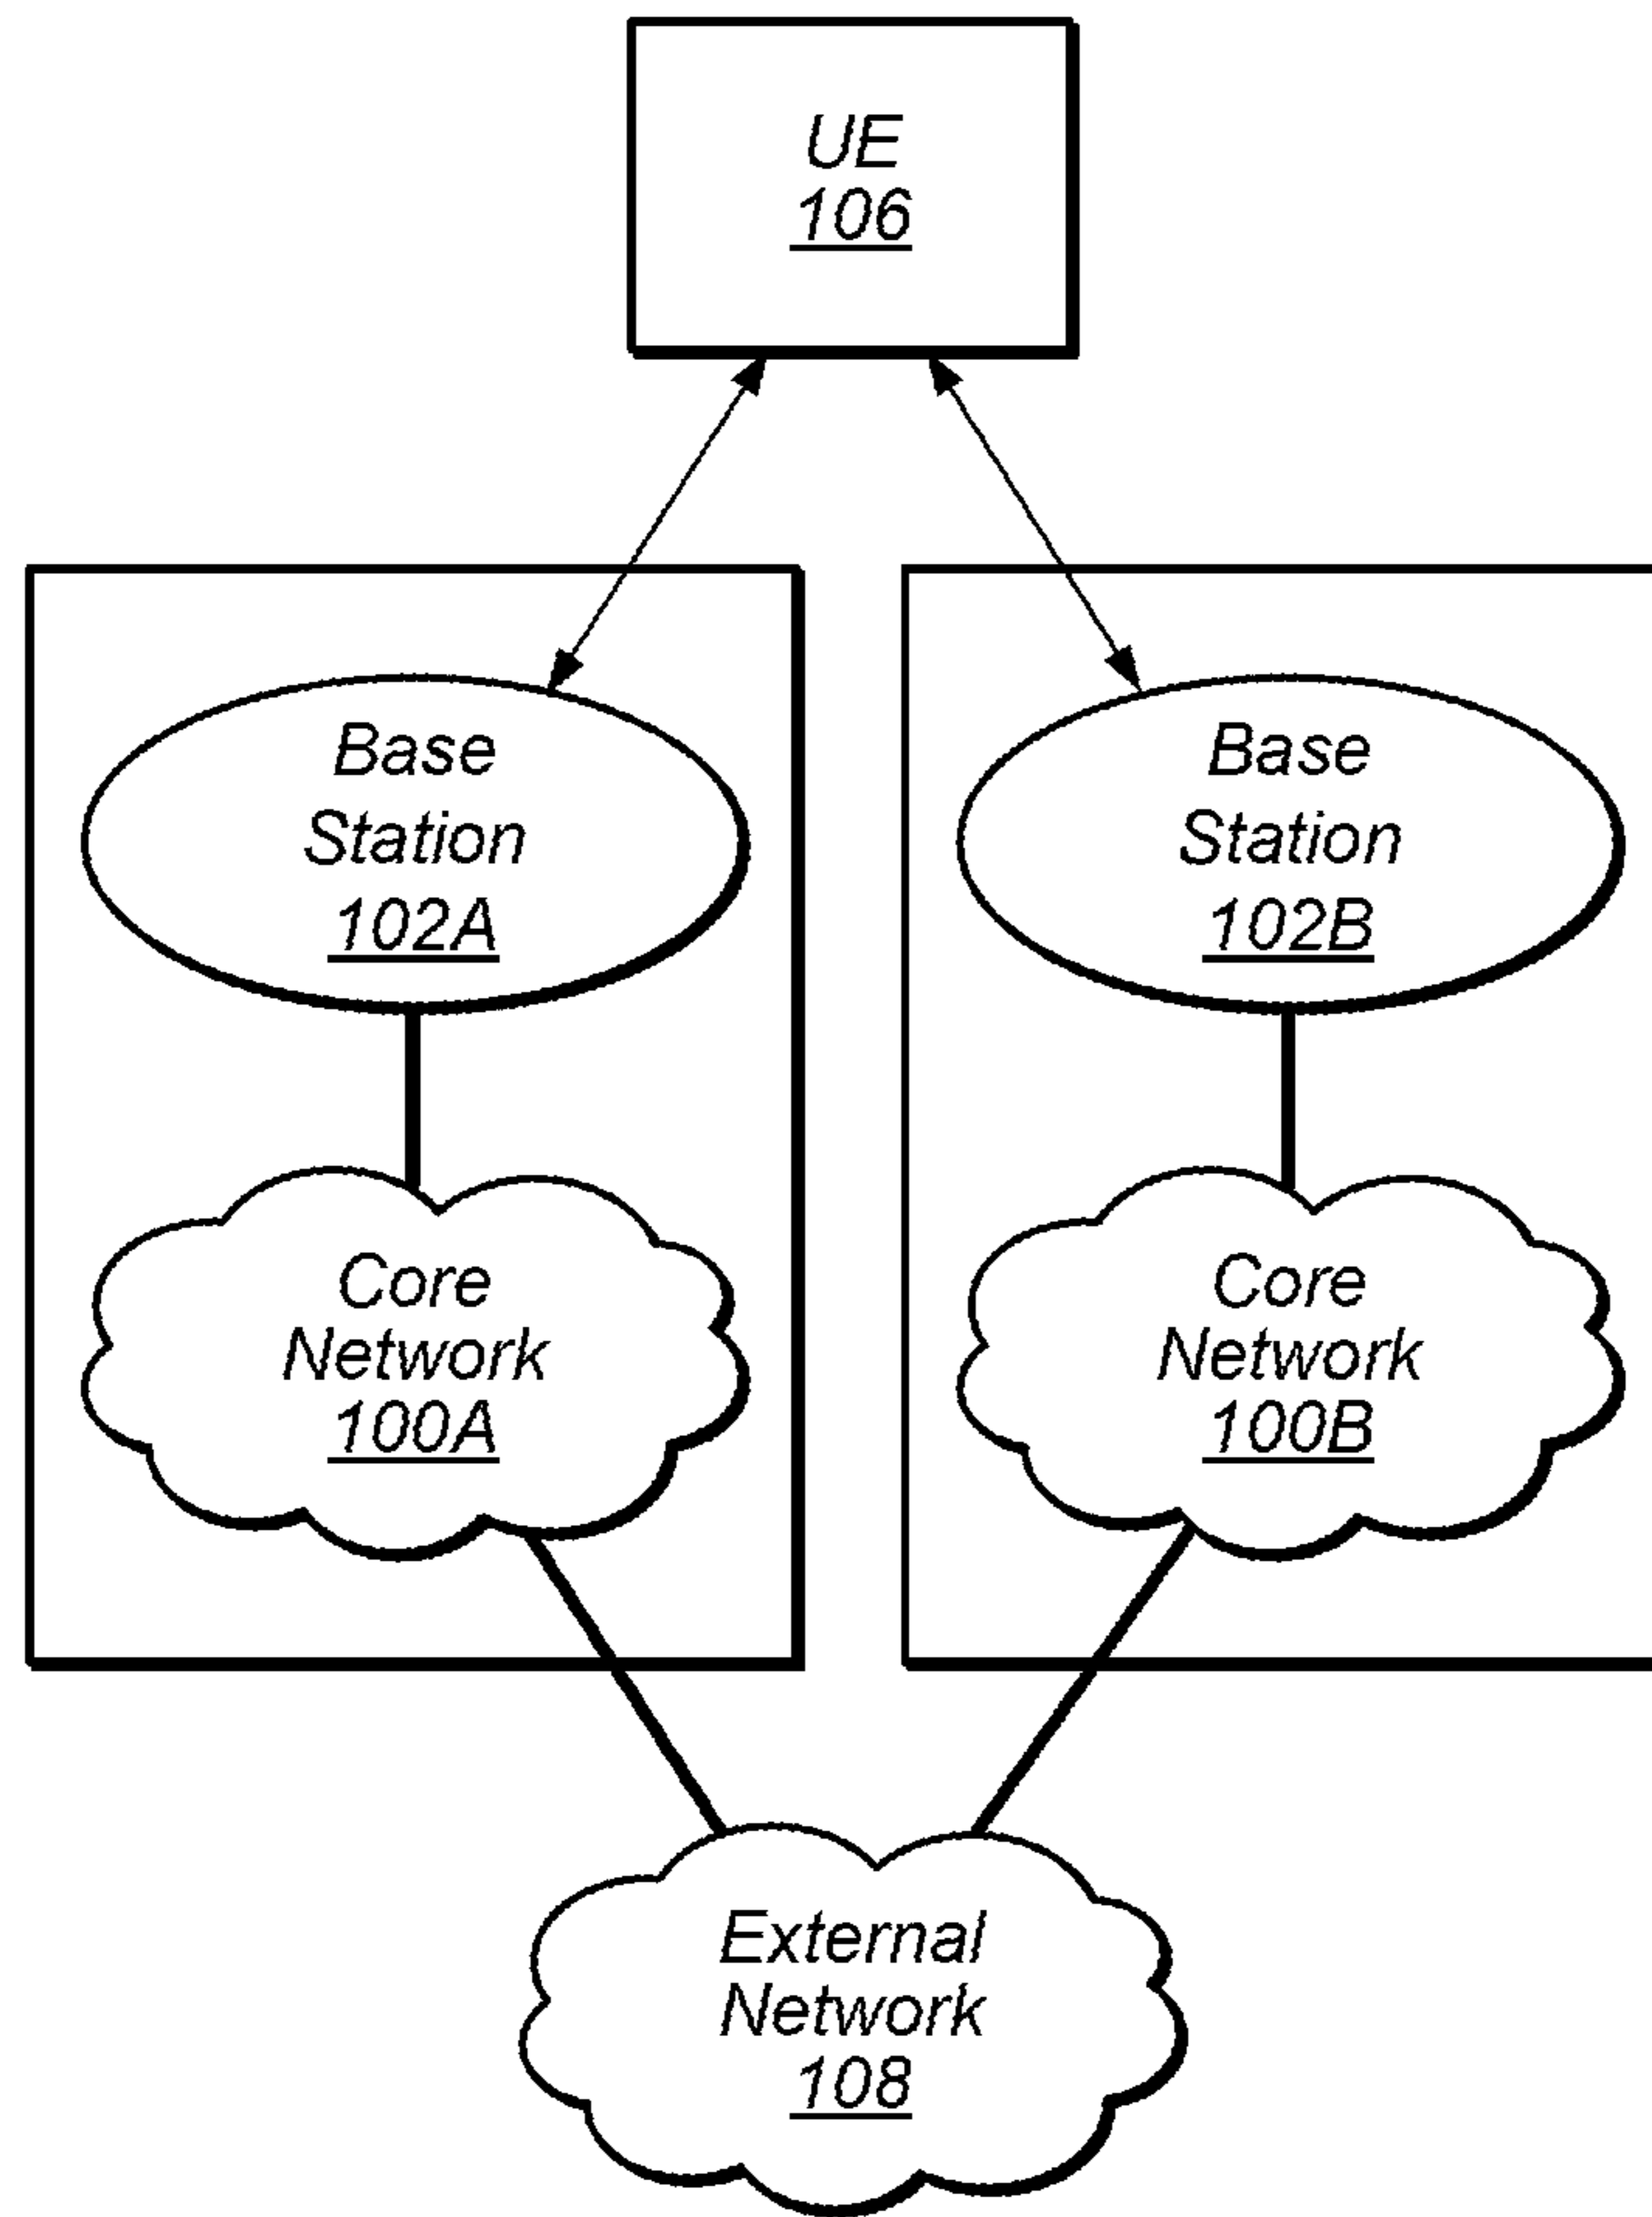 UE
106
Base
Station
102A
Base
Station
102B
Core
Network
100A
Core
Network
100B
External
Network
108